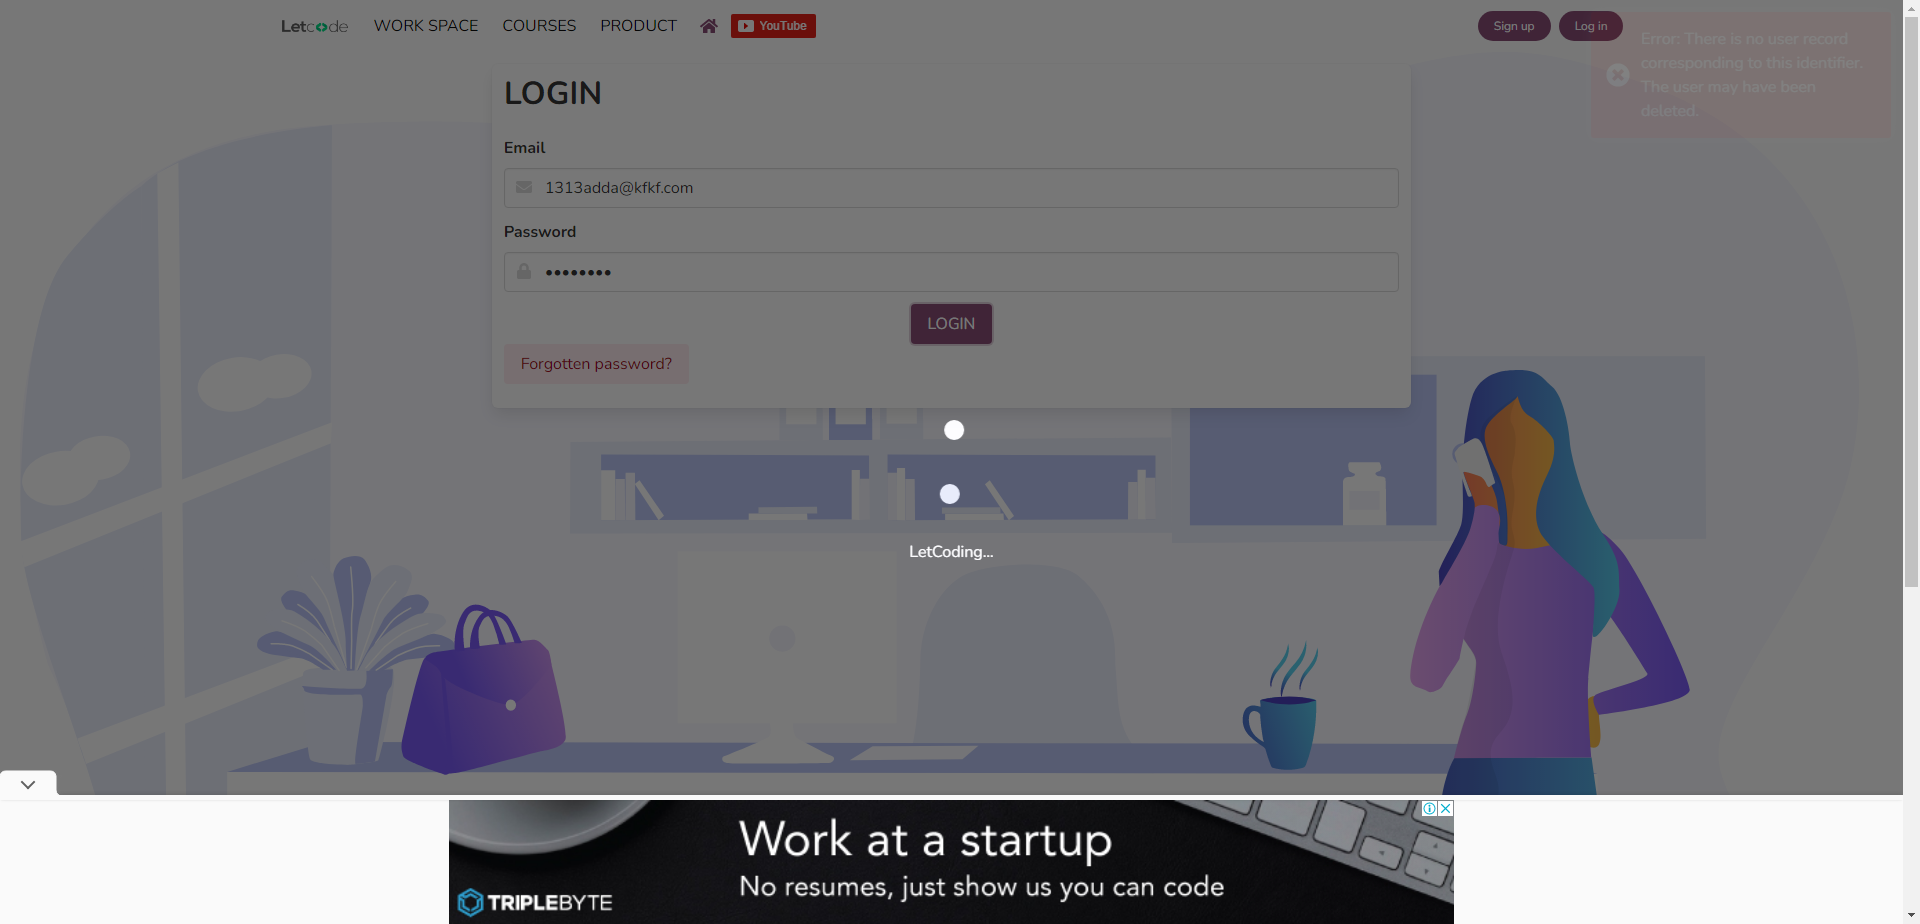 Letcode WORK SPACE COURSES PRODUCT YouTube Sign up Log in
Error: There is no user record
corresponding to this identifier.
The user may have been
deleted.
LOGIN
Email
1313adda@kfkf.com
Password
••••••••
LOGIN
Forgotten password?
LetCoding...
Work at a startup
No resumes, just show us you can code
TRIPLEBYTE